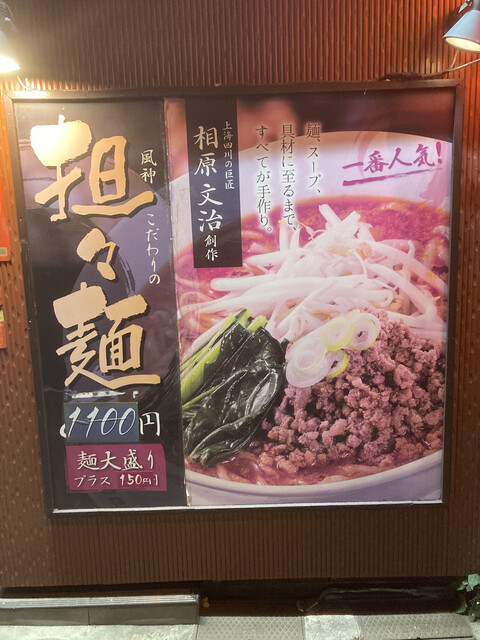 風神
こだわりの
担々麺
1100円
麺大盛り
プラス 150円
上海四川の巨匠
相原文治創作
麺、スープ、
具材に至るまで、
すべてが手作り。
一番人気!